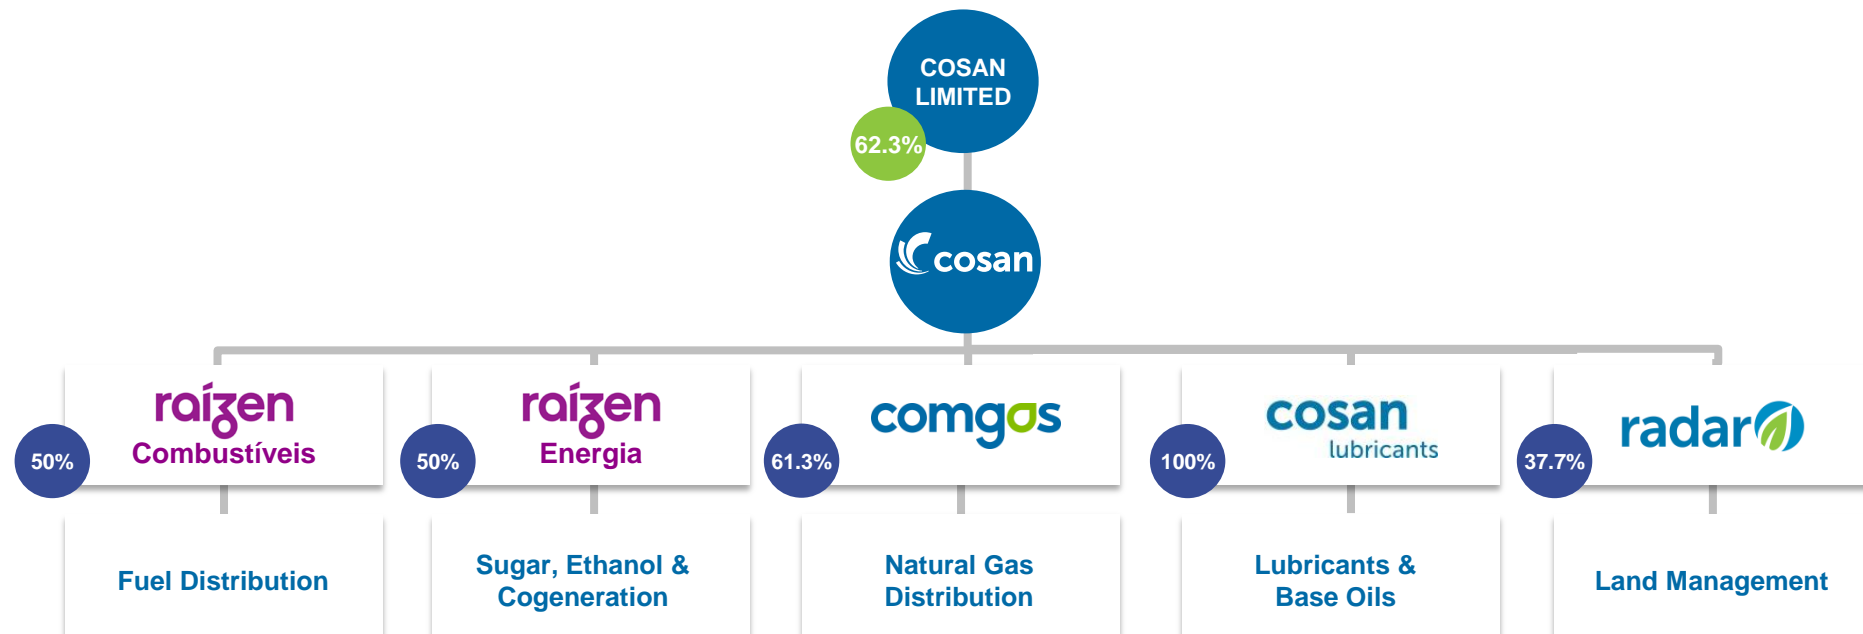 COSAN
LIMITED
62.3%
cosan
raízen
Combustíveis
50%
raízen
Energia
50%
comgas
61.3%
cosan
lubricants
100%
radar
37.7%
Fuel Distribution
Sugar, Ethanol &
Cogeneration
Natural Gas
Distribution
Lubricants &
Base Oils
Land Management